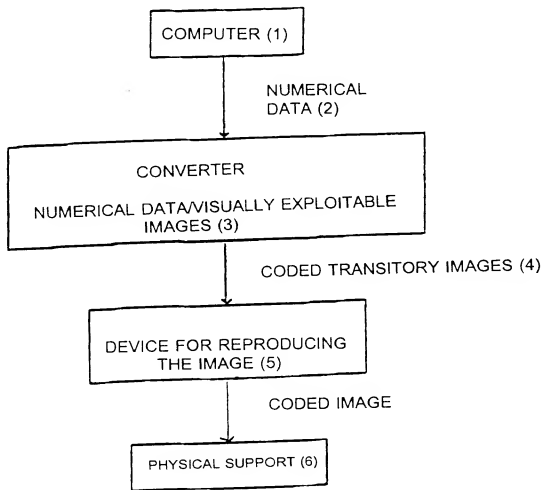 COMPUTER (1)
NUMERICAL
DATA (2)
CONVERTER
NUMERICAL DATA/VISUALLY EXPLOITABLE
IMAGES (3)
CODED TRANSITORY IMAGES (4)
DEVICE FOR REPRODUCING
THE IMAGE (5)
CODED IMAGE
PHYSICAL SUPPORT (6)